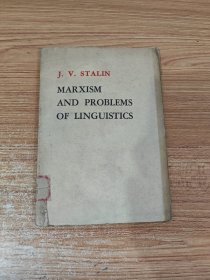 J. V. STALIN
MARXISM
AND PROBLEMS
OF LINGUISTICS